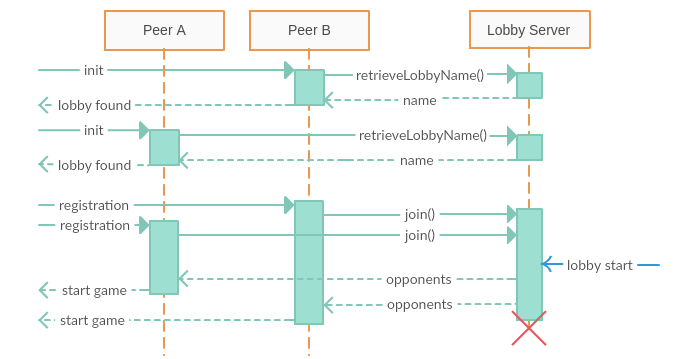 Peer A
Peer B
Lobby Server
init
retrieveLobbyName()
lobby found
name
init
retrieveLobbyName()
lobby found
name
registration
join()
registration
join()
lobby start
opponents
start game
opponents
start game